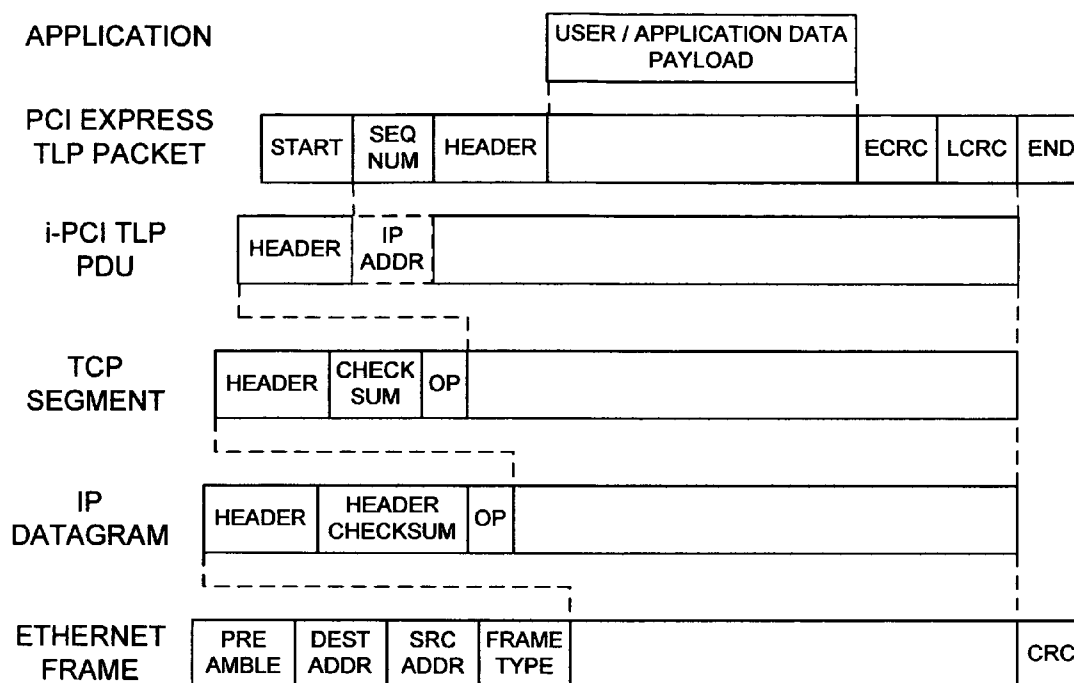 APPLICATION
USER / APPLICATION DATA
PAYLOAD
PCI EXPRESS
TLP PACKET
START
SEQ
NUM
HEADER
ECRC
LCRC
END
i-PCI TLP
PDU
HEADER
IP
ADDR
TCP
SEGMENT
HEADER
CHECK
SUM
OP
IP
DATAGRAM
HEADER
HEADER
CHECKSUM
OP
ETHERNET
FRAME
PRE
AMBLE
DEST
ADDR
SRC
ADDR
FRAME
TYPE
CRC